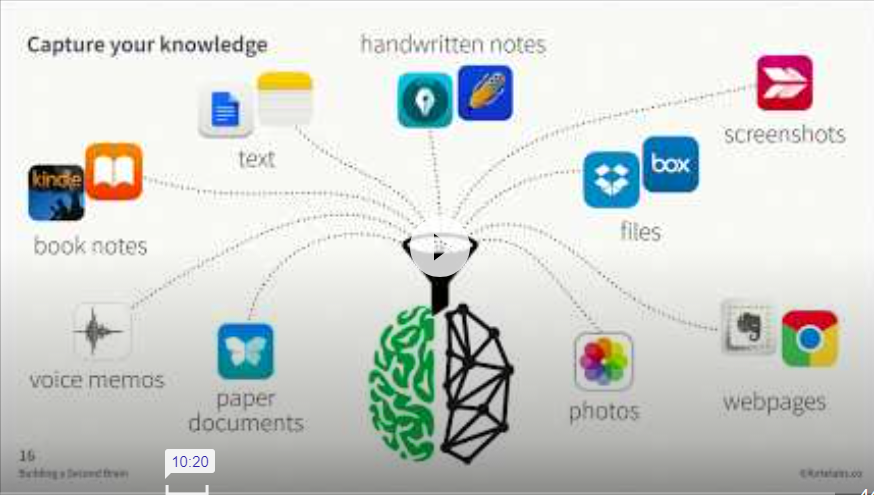 Capture your knowledge
handwritten notes
screenshots
text
kindle
box
book notes
files
voice memos
paper
documents
photos
webpages
16
Building a Second Brain
10:20
©fortelabs.co